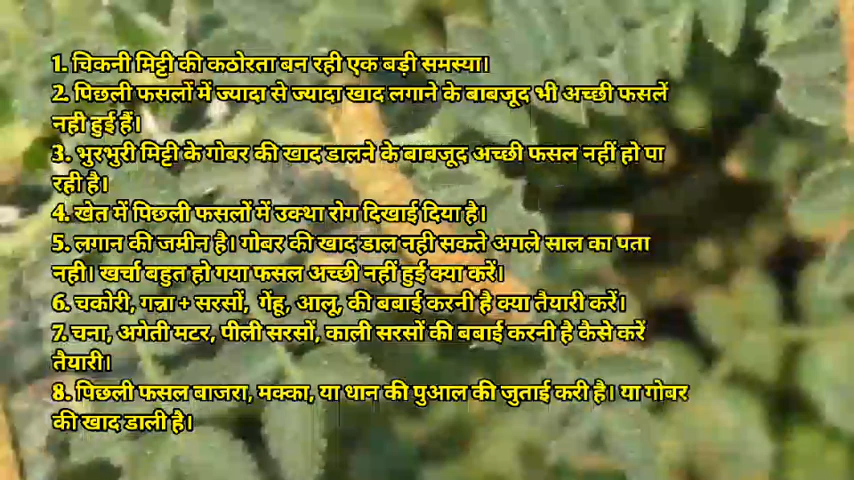 1. चिकनी मिट्टी की कठोरता बन रही एक बड़ी समस्या।
2. पिछली फसलों में ज्यादा से ज्यादा खाद लगाने के बाबजूद भी अच्छी फसलें
नही हुई हैं।
3. भुरभुरी मिट्टी के गोबर की खाद डालने के बाबजूद अच्छी फसल नहीं हो पा
रही है।
4. खेत में पिछली फसलों में उक्था रोग दिखाई दिया है।
5. लगान की जमीन है। गोबर की खाद डाल नही सकते अगले साल का पता
नही। खर्चा बहुत हो गया फसल अच्छी नहीं हुई क्या करें।
6. चकोरी, गन्ना + सरसों, गेंहू, आलू, की बबाई करनी है क्या तैयारी करें।
7. चना, अगेती मटर, पीली सरसों, काली सरसों की बबाई करनी है कैसे करें
तैयारी।
8. पिछली फसल बाजरा, मक्का, या धान की पुआल की जुताई करी है। या गोबर
की खाद डाली है।